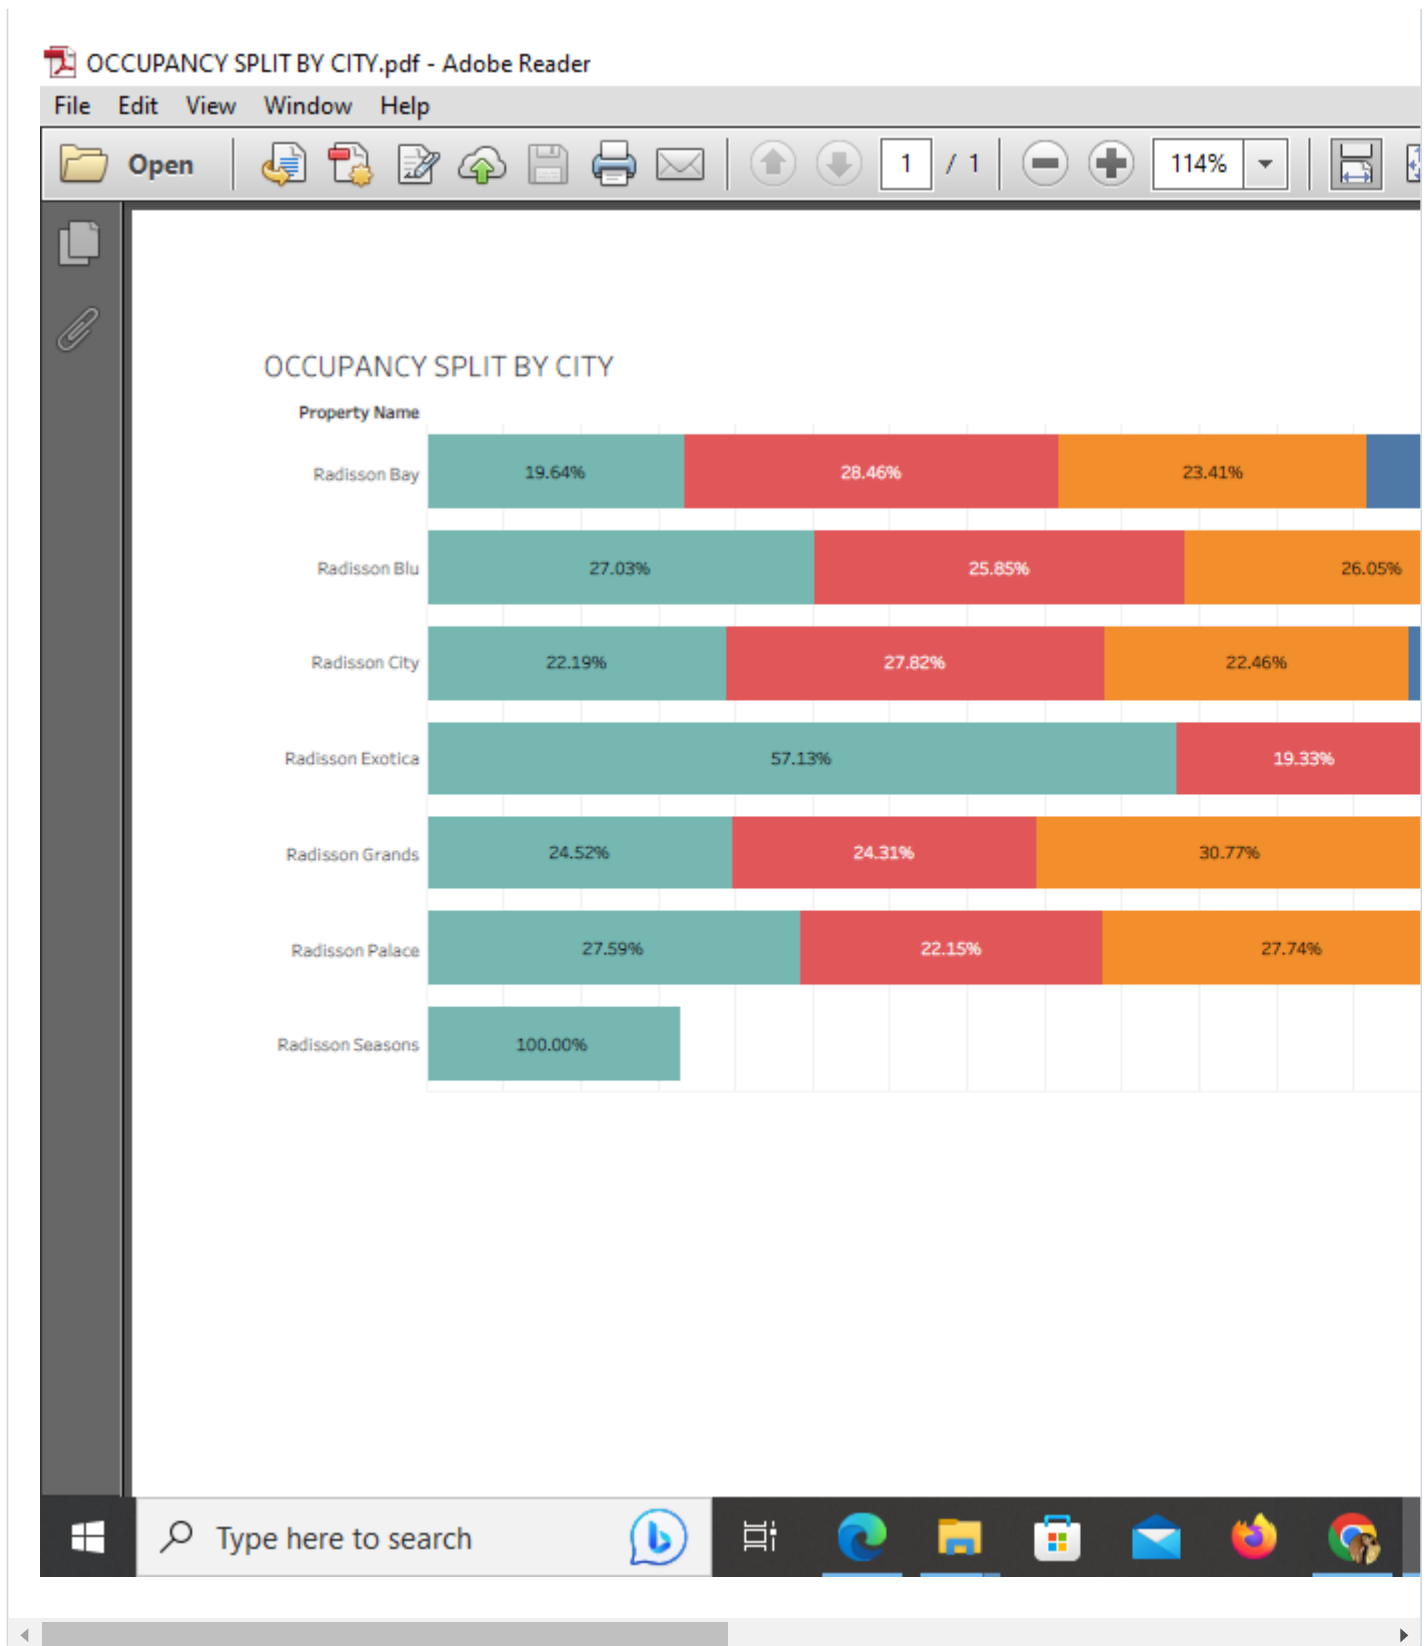 OCCUPANCY SPLIT BY CITY.pdf - Adobe Reader
File Edit View Window Help
Open 1 / 1 114%
OCCUPANCY SPLIT BY CITY
Property Name
Radisson Bay 19.64% 28.46% 23.41%
Radisson Blu 27.03% 25.85% 26.05%
Radisson City 22.19% 27.82% 22.46%
Radisson Exotica 57.13% 19.33%
Radisson Grands 24.52% 24.31% 30.77%
Radisson Palace 27.59% 22.15% 27.74%
Radisson Seasons 100.00%
Type here to search